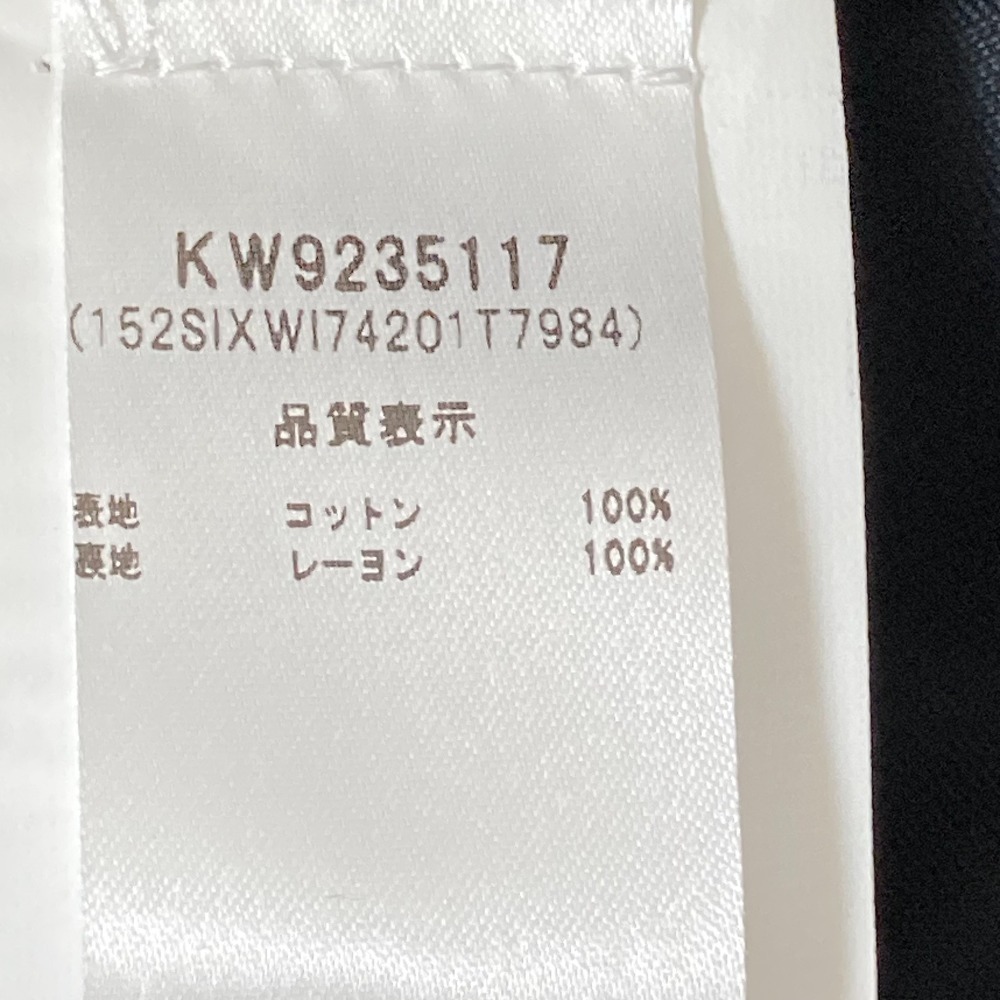 KW9235117
(152SIXWI74201T7984)
品質表示
表地 コットン 100%
裏地 レーヨン 100%